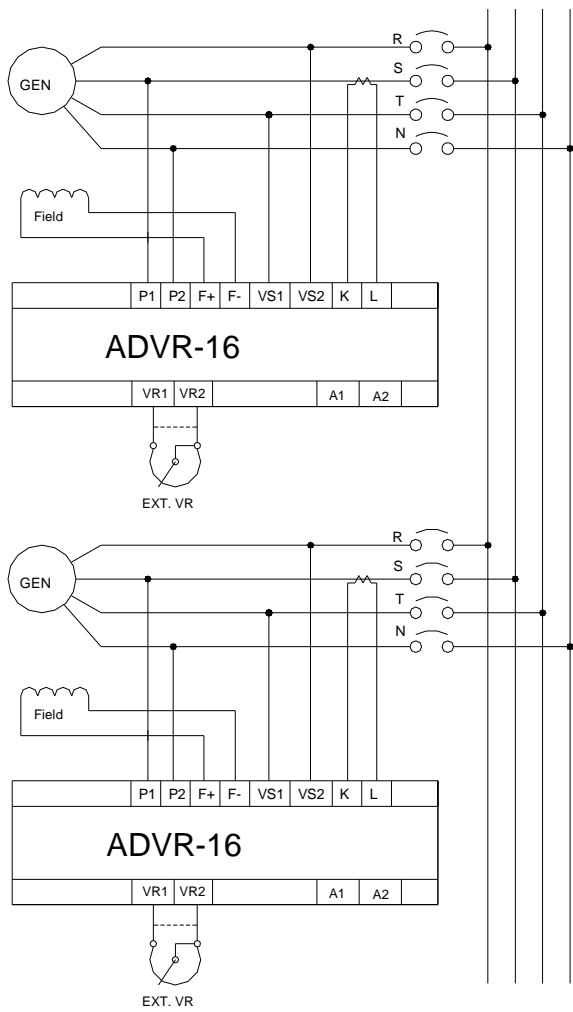 R
S
GEN
T
N
Field
P1 P2 F+ F- VS1 VS2 K L
ADVR-16
VR1 VR2 A1 A2
EXT. VR
R
S
GEN
T
N
Field
P1 P2 F+ F- VS1 VS2 K L
ADVR-16
VR1 VR2 A1 A2
EXT. VR